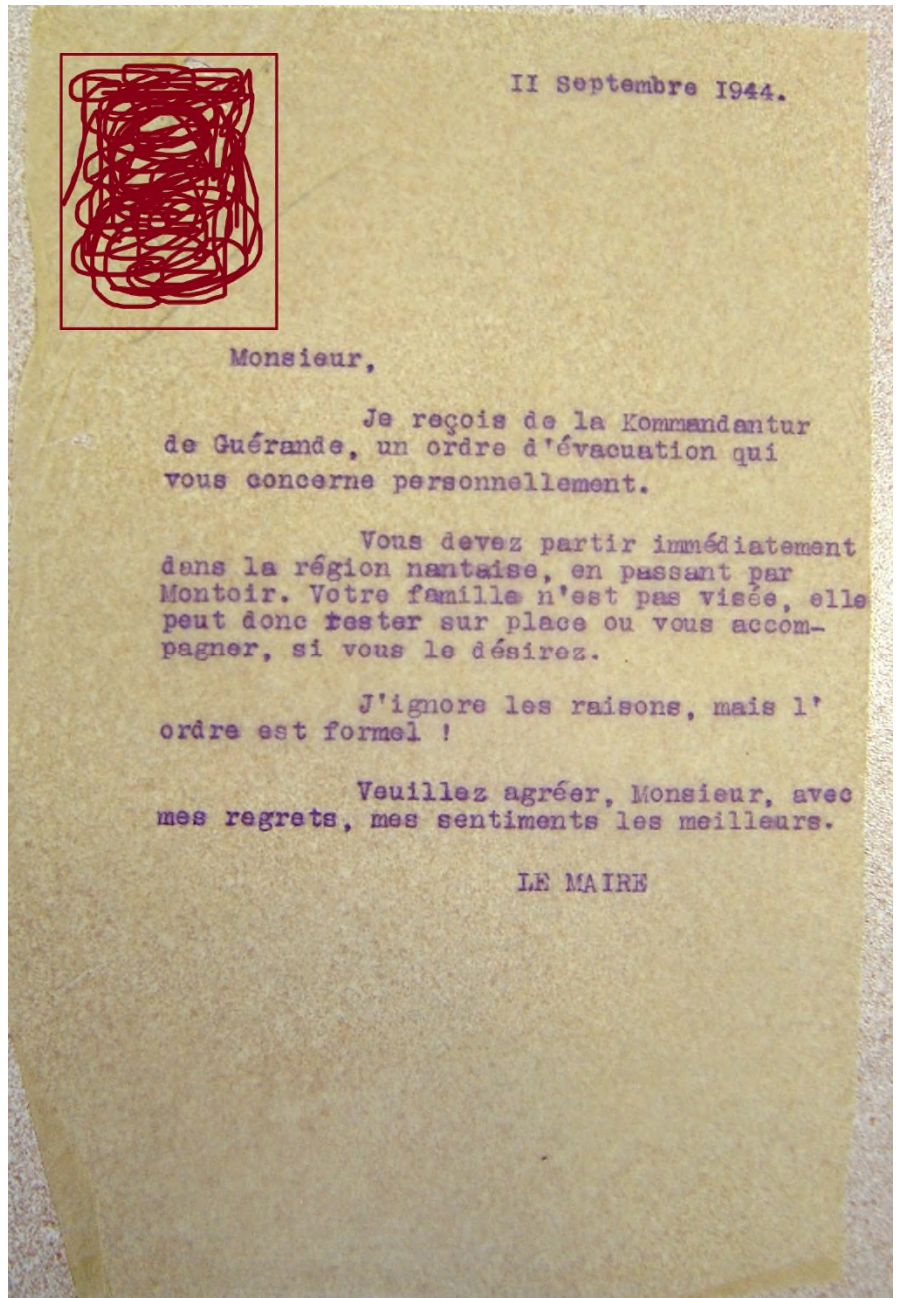 II Septembre I944.
Monsieur,
Je reçois de la Kommandantur
de Guérande, un ordre d'évacuation qui
vous concerne personnellement.
Vous devez partir immédiatement
dans la région nantaise, en passant par
Montoir. Votre famille n'est pas visée, elle
peut donc rester sur place ou vous accom-
pagner, si vous le désirez.
J'ignore les raisons, mais l'
ordre est formel !
Veuillez agréer, Monsieur, avec
mes regrets, mes sentiments les meilleurs.
LE MAIRE